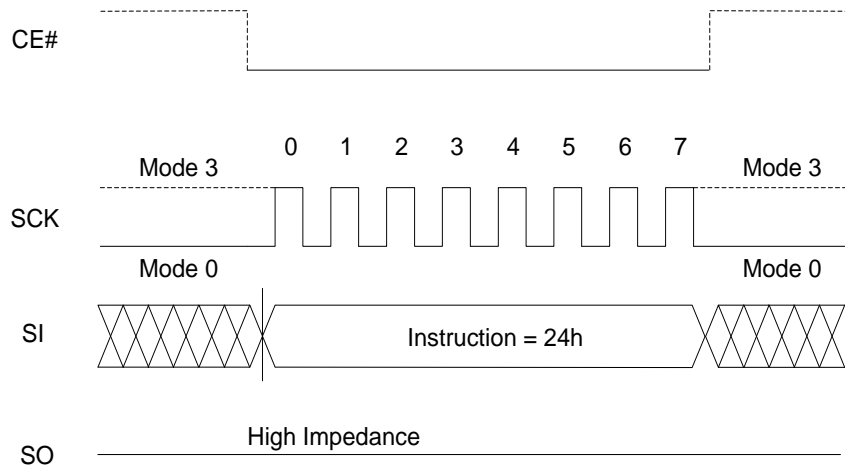 CE#
0 1 2 3 4 5 6 7
Mode 3 Mode 3
SCK
Mode 0 Mode 0
SI Instruction = 24h
High Impedance
SO